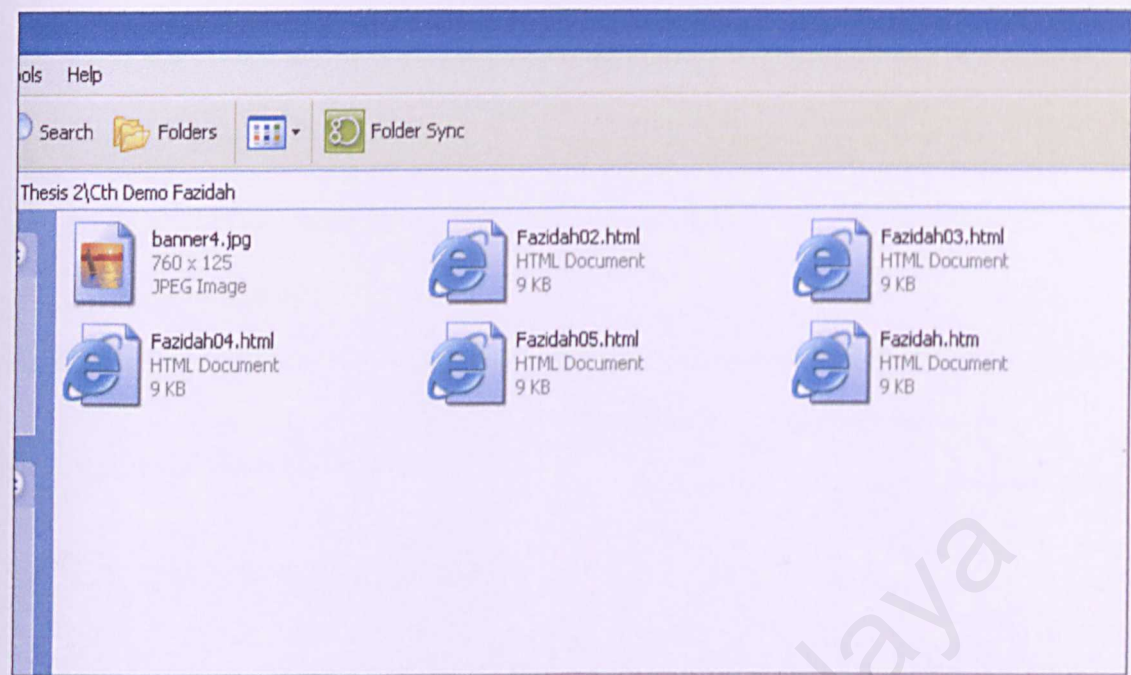 ols Help
Search Folders Folder Sync
Thesis 2\Cth Demo Fazidah
banner4.jpg
760 x 125
JPEG Image
Fazidah02.html
HTML Document
9 KB
Fazidah03.html
HTML Document
9 KB
Fazidah04.html
HTML Document
9 KB
Fazidah05.html
HTML Document
9 KB
Fazidah.htm
HTML Document
9 KB
laya